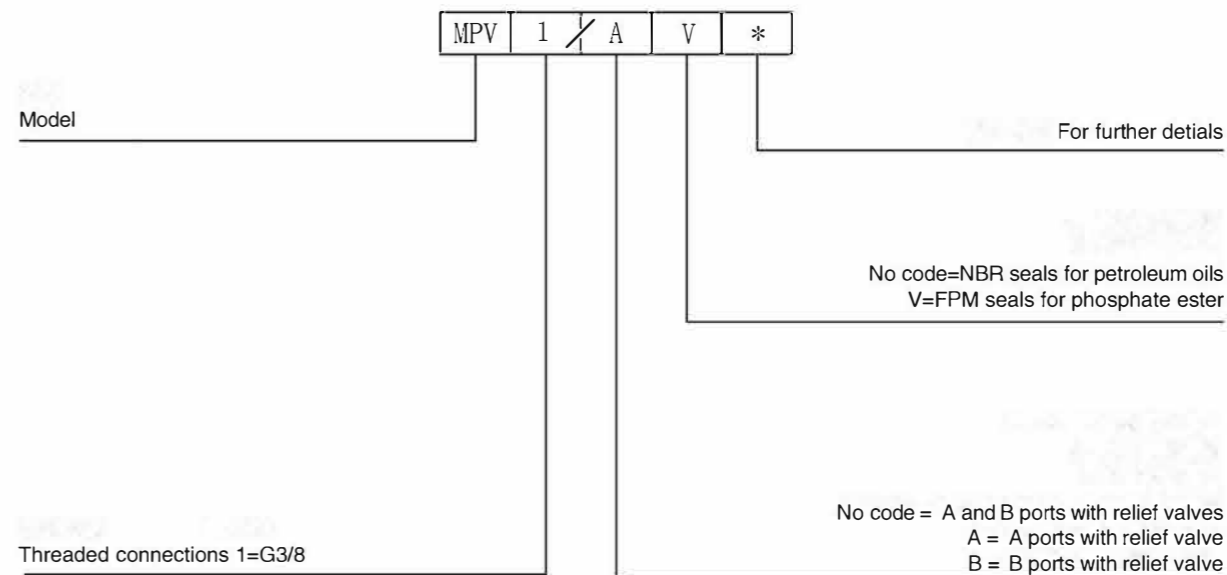 MPV 1 / A V *
Model
For further detials
No code=NBR seals for petroleum oils
V=FPM seals for phosphate ester
No code = A and B ports with relief valves
A = A ports with relief valve
B = B ports with relief valve
Threaded connections 1=G3/8